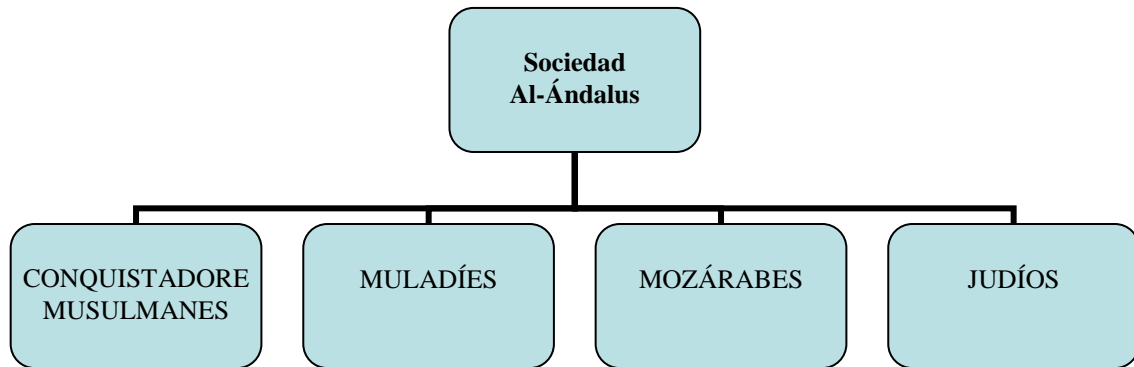 Sociedad
Al-Ándalus
CONQUISTADORE
MUSULMANES
MULADÍES
MOZÁRABES
JUDÍOS